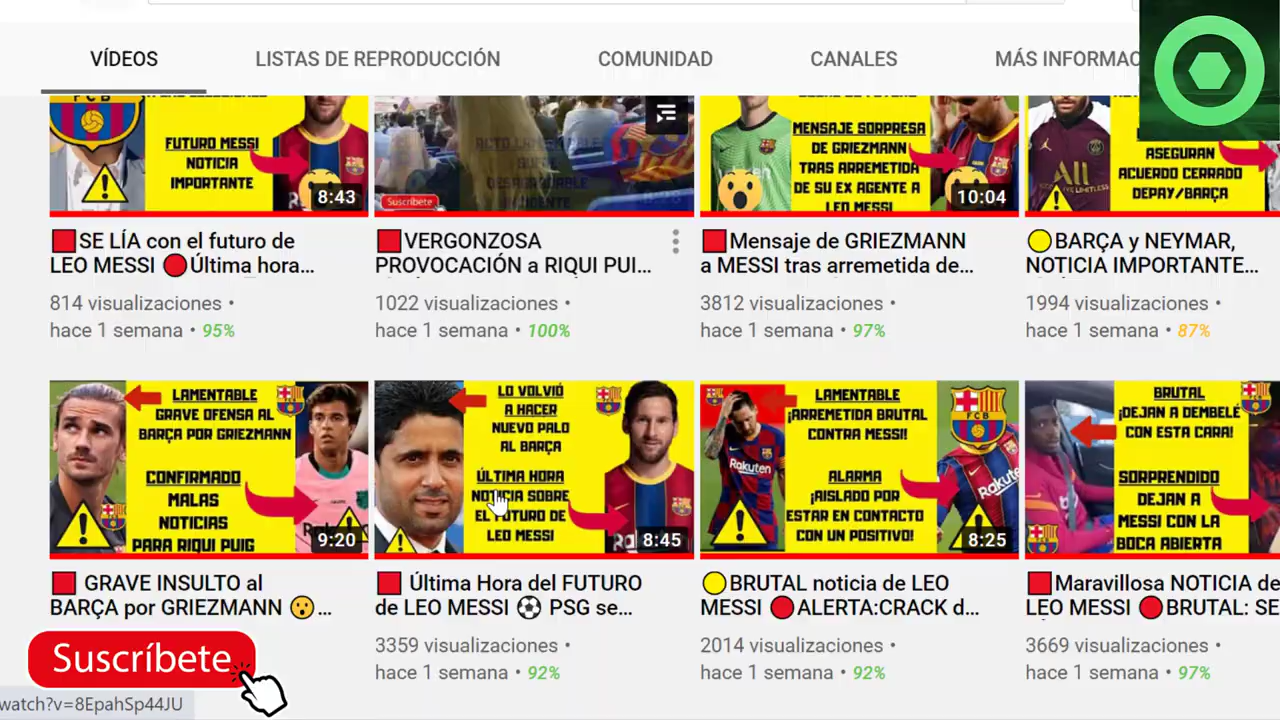 VÍDEOS
LISTAS DE REPRODUCCIÓN
COMUNIDAD
CANALES
MÁS INFORMAC
FCB
FUTURO MESSI
NOTICIA
IMPORTANTE
8:43
Suscríbete
MENSAJE SORPRESA
DE GRIEZMANN
TRAS ARREMETIDA
DE SU EX AGENTE A
LEO MESSI
10:04
ASEGURAN
ACUERDO CERRADO
DEPAY/BARÇA
ALL
SE LÍA con el futuro de
LEO MESSI Última hora...
814 visualizaciones •
hace 1 semana • 95%
VERGONZOSA
PROVOCACIÓN a RIQUI PUI...
1022 visualizaciones •
hace 1 semana • 100%
Mensaje de GRIEZMANN
a MESSI tras arremetida de...
3812 visualizaciones •
hace 1 semana • 97%
BARÇA y NEYMAR,
NOTICIA IMPORTANTE...
1994 visualizaciones •
hace 1 semana • 87%
LAMENTABLE
GRAVE OFENSA AL
BARÇA POR GRIEZMANN
CONFIRMADO
MALAS
NOTICIAS
PARA RIQUI PUIG
9:20
LO VOLVIÓ
A HACER
NUEVO PALO
AL BARÇA
ÚLTIMA HORA
NOTICIA SOBRE
EL FUTURO DE
LEO MESSI
8:45
LAMENTABLE
¡ARREMETIDA BRUTAL
CONTRA MESSI!
ALARMA
¡AISLADO POR
ESTAR EN CONTACTO
CON UN POSITIVO!
Rakuten
FCB
8:25
BRUTAL
¡DEJAN A DEMBELÉ
CON ESTA CARA!
SORPRENDIDO
DEJAN A
MESSI CON LA
BOCA ABIERTA
GRAVE INSULTO al
BARÇA por GRIEZMANN ...
Última Hora del FUTURO
de LEO MESSI PSG se...
3359 visualizaciones •
hace 1 semana • 92%
BRUTAL noticia de LEO
MESSI ALERTA:CRACK d...
2014 visualizaciones •
hace 1 semana • 92%
Maravillosa NOTICIA de
LEO MESSI BRUTAL: SE
3669 visualizaciones •
hace 1 semana • 97%
Suscríbete
watch?v=8EpahSp44JU